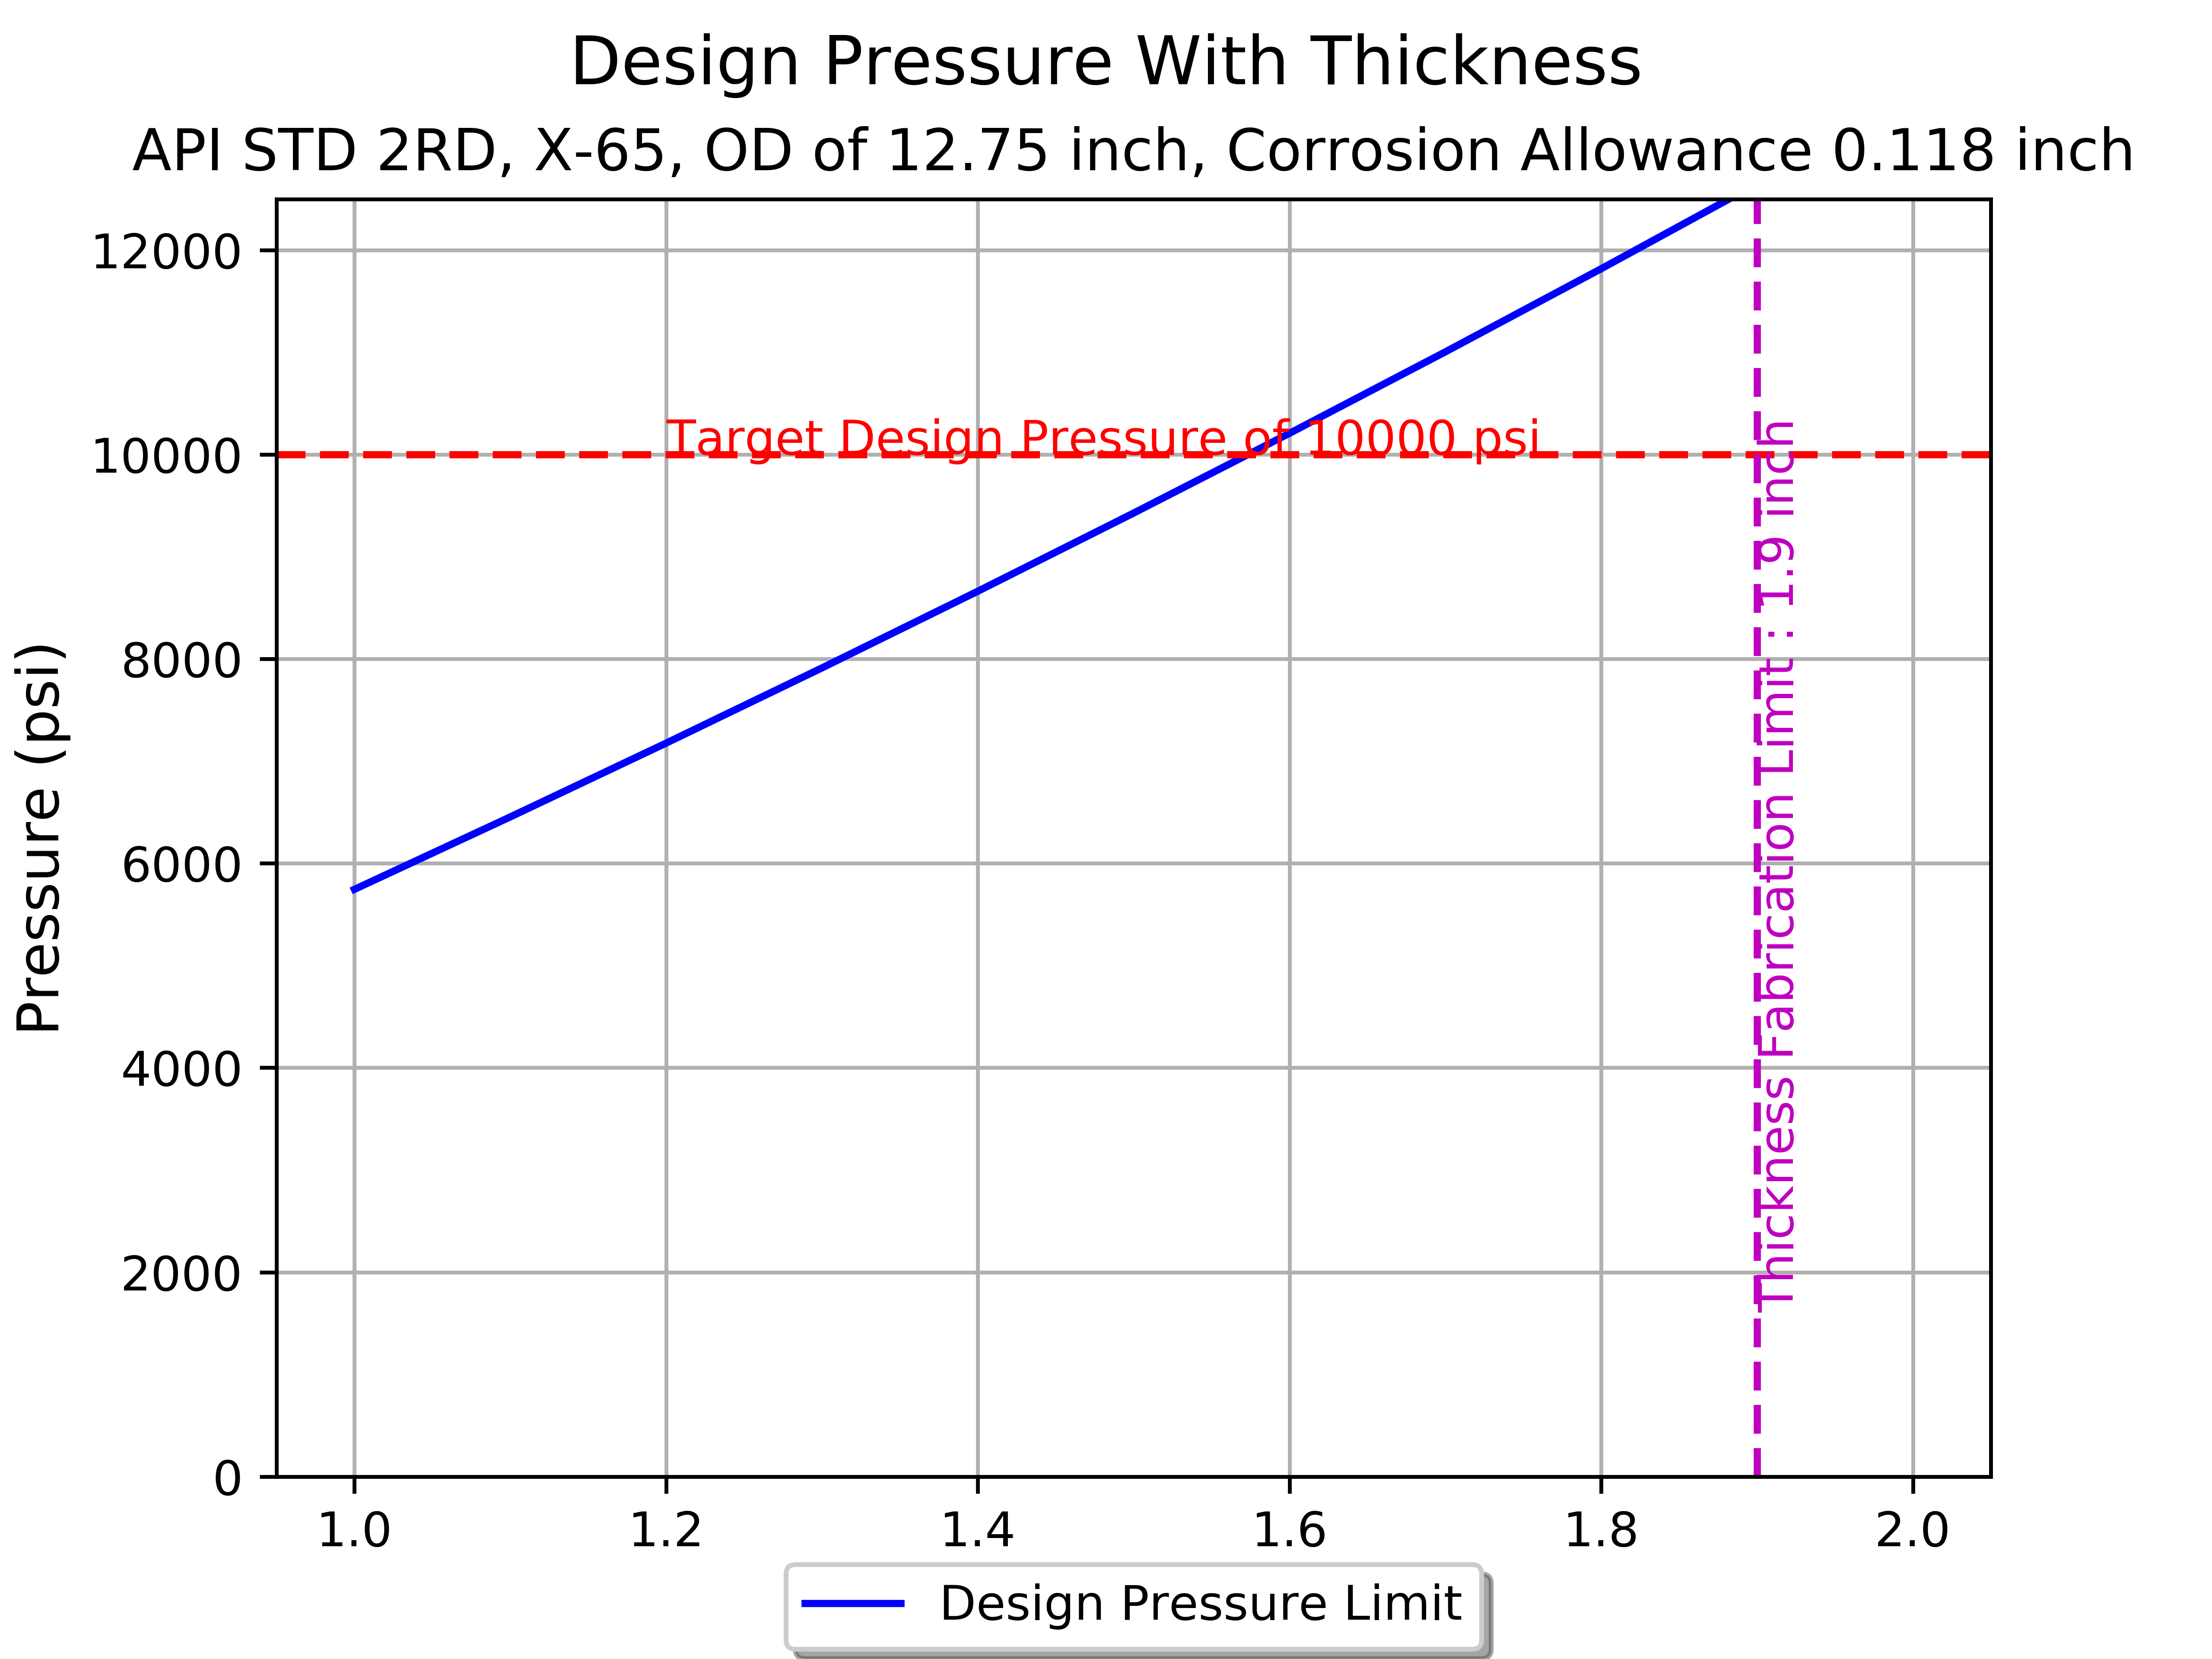 Design Pressure With Thickness
API STD 2RD, X-65, OD of 12.75 inch, Corrosion Allowance 0.118 inch
Pressure (psi)
12000
10000
8000
6000
4000
2000
0
Target Design Pressure of 10000 psi
Thickness Fabrication Limit : 1.9 inch
1.0 1.2 1.4 1.6 1.8 2.0
Design Pressure Limit